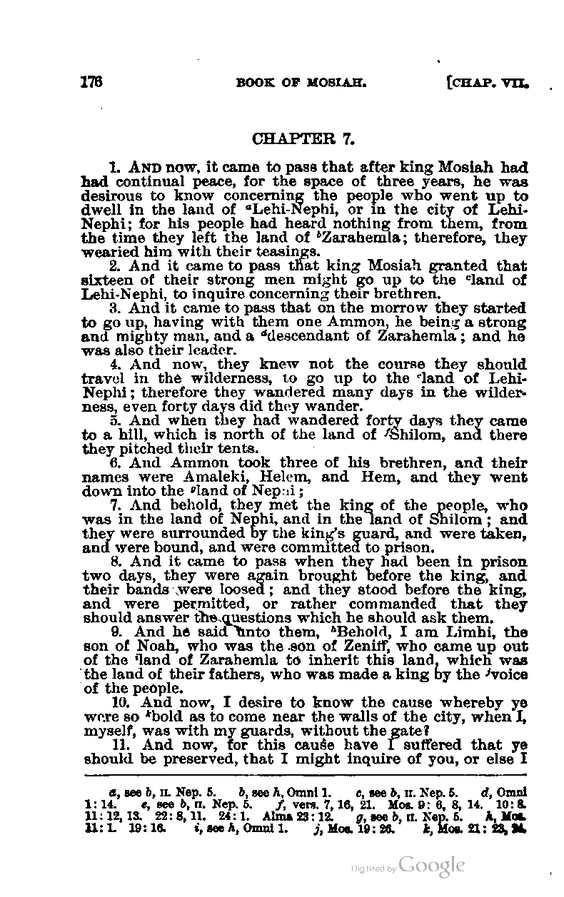 176 BOOK OF MOSIAH. [CHAP. VII.
CHAPTER 7.
1. AND now, it came to pass that after king Mosiah had
had continual peace, for the space of three years, he was
desirous to know concerning the people who went up to
dwell in the land of ᵃLehi-Nephi, or in the city of Lehi-
Nephi; for his people had heard nothing from them, from
the time they left the land of ᵇZarahemla; therefore, they
wearied him with their teasings.
2. And it came to pass that king Mosiah granted that
sixteen of their strong men might go up to the ᶜland of
Lehi-Nephi, to inquire concerning their brethren.
3. And it came to pass that on the morrow they started
to go up, having with them one Ammon, he being a strong
and mighty man, and a ᵈdescendant of Zarahemla; and he
was also their leader.
4. And now, they knew not the course they should
travel in the wilderness, to go up to the ᵉland of Lehi-
Nephi; therefore they wandered many days in the wilder-
ness, even forty days did they wander.
5. And when they had wandered forty days they came
to a hill, which is north of the land of ᶠShilom, and there
they pitched their tents.
6. And Ammon took three of his brethren, and their
names were Amaleki, Helem, and Hem, and they went
down into the ᵍland of Nephi;
7. And behold, they met the king of the people, who
was in the land of Nephi, and in the land of Shilom; and
they were surrounded by the king's guard, and were taken,
and were bound, and were committed to prison.
8. And it came to pass when they had been in prison
two days, they were again brought before the king, and
their bands were loosed; and they stood before the king,
and were permitted, or rather commanded that they
should answer the questions which he should ask them.
9. And he said unto them, ʰBehold, I am Limhi, the
son of Noah, who was the son of Zeniff, who came up out
of the ⁱland of Zarahemla to inherit this land, which was
the land of their fathers, who was made a king by the ʲvoice
of the people.
10. And now, I desire to know the cause whereby ye
were so ᵏbold as to come near the walls of the city, when I,
myself, was with my guards, without the gate?
11. And now, for this cause have I suffered that ye
should be preserved, that I might inquire of you, or else I
a, see b, II. Nep. 5. b, see h, Omni 1. c, see b, II. Nep. 5. d, Omni
1:14. e, see b, II. Nep. 5. f, vers. 7, 16, 21. Mos. 9: 6, 8, 14. 10:8.
11: 12, 13. 22: 8, 11. 24: 1. Alma 23: 12. g, see b, II. Nep. 5. h, Mos.
11: 1. 19: 16. i, see h, Omni 1. j, Mos. 19: 26. k, Mos. 21: 23, 24.
Digitized by Google